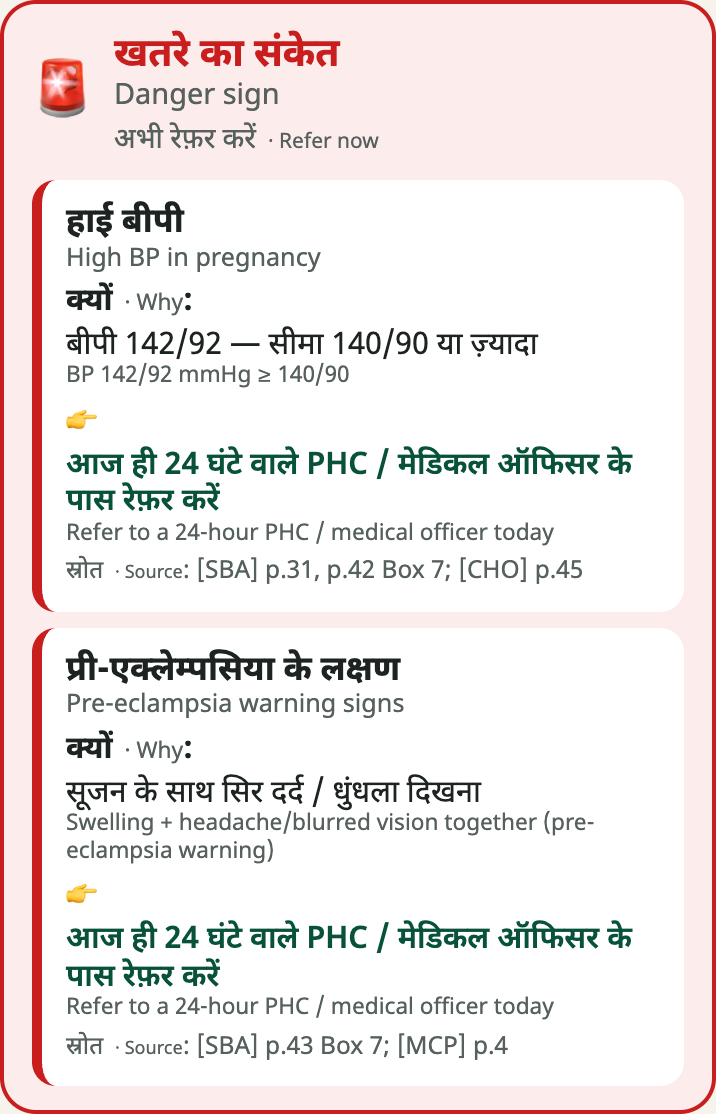 खतरे का संकेत
Danger sign
अभी रेफ़र करें · Refer now
हाई बीपी
High BP in pregnancy
क्यों · Why:
बीपी 142/92 — सीमा 140/90 या ज़्यादा
BP 142/92 mmHg ≥ 140/90
आज ही 24 घंटे वाले PHC / मेडिकल ऑफिसर के
पास रेफ़र करें
Refer to a 24-hour PHC / medical officer today
स्रोत · Source: [SBA] p.31, p.42 Box 7; [CHO] p.45
प्री-एक्लेम्पसिया के लक्षण
Pre-eclampsia warning signs
क्यों · Why:
सूजन के साथ सिर दर्द / धुंधला दिखना
Swelling + headache/blurred vision together (pre-
eclampsia warning)
आज ही 24 घंटे वाले PHC / मेडिकल ऑफिसर के
पास रेफ़र करें
Refer to a 24-hour PHC / medical officer today
स्रोत · Source: [SBA] p.43 Box 7; [MCP] p.4